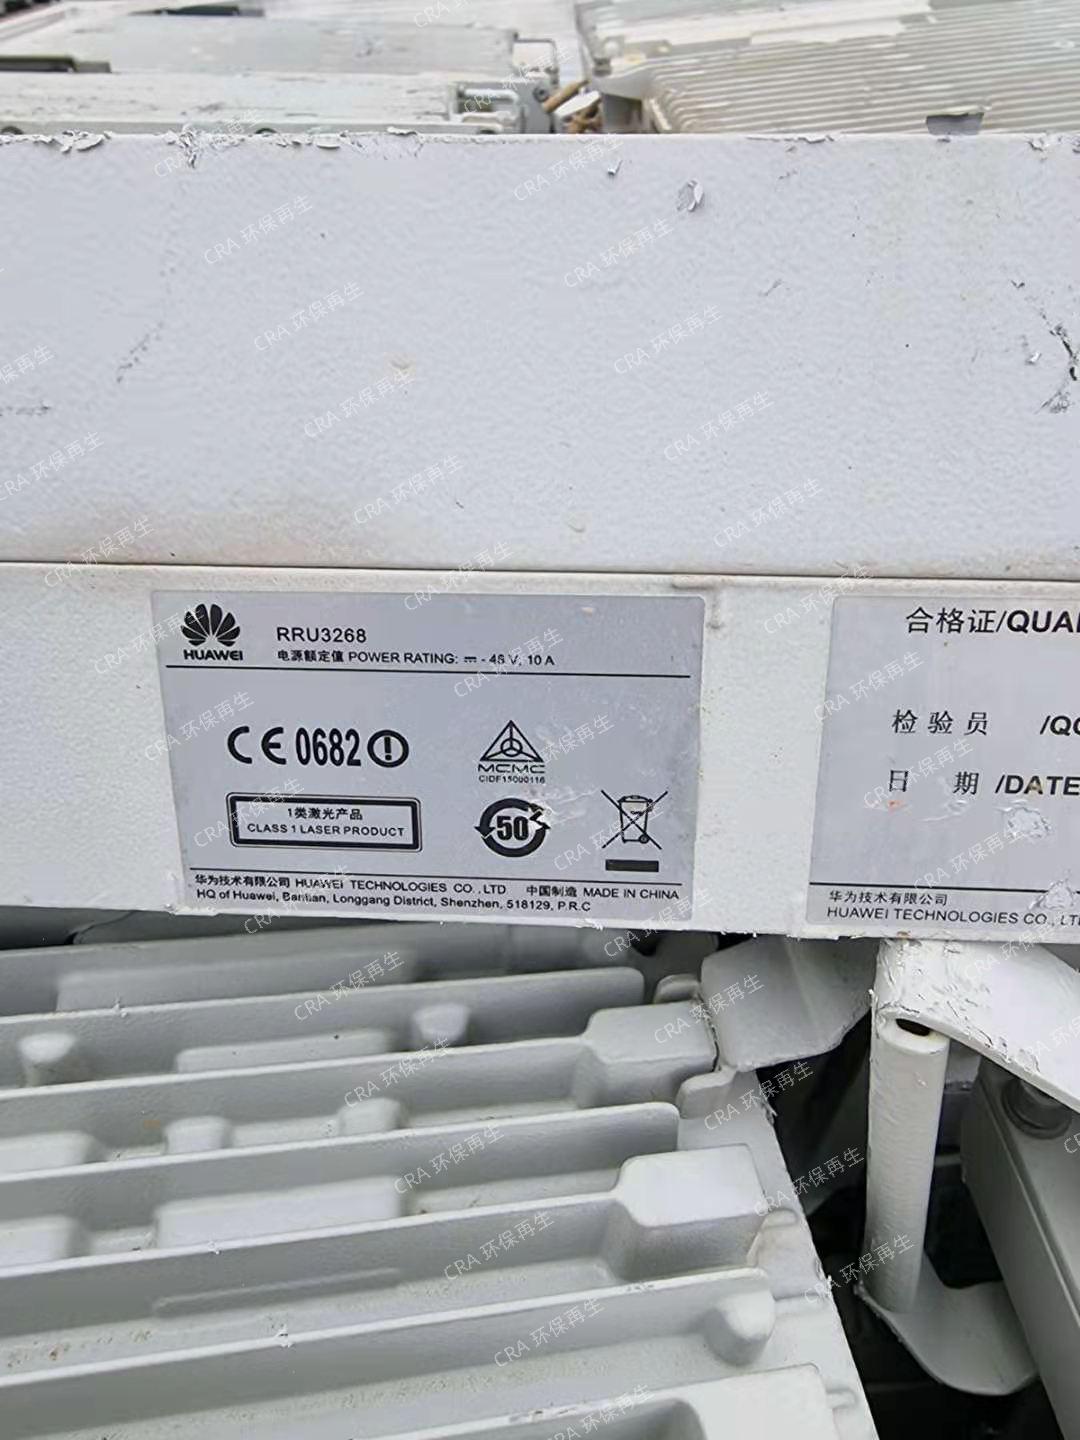 HUAWEI
RRU3268
电源额定值 POWER RATING: ⎓ - 48 V, 10 A
CE 0682
MCMC
CIDF15000116
1类激光产品
CLASS 1 LASER PRODUCT
50
华为技术有限公司 HUAWEI TECHNOLOGIES CO.,LTD 中国制造 MADE IN CHINA
HQ of Huawei, Bantian, Longgang District, Shenzhen, 518129, P.R.C
合格证/QUAL
检验员 /QC
日期 /DATE
华为技术有限公司
HUAWEI TECHNOLOGIES CO., LTD
CRA 环保再生